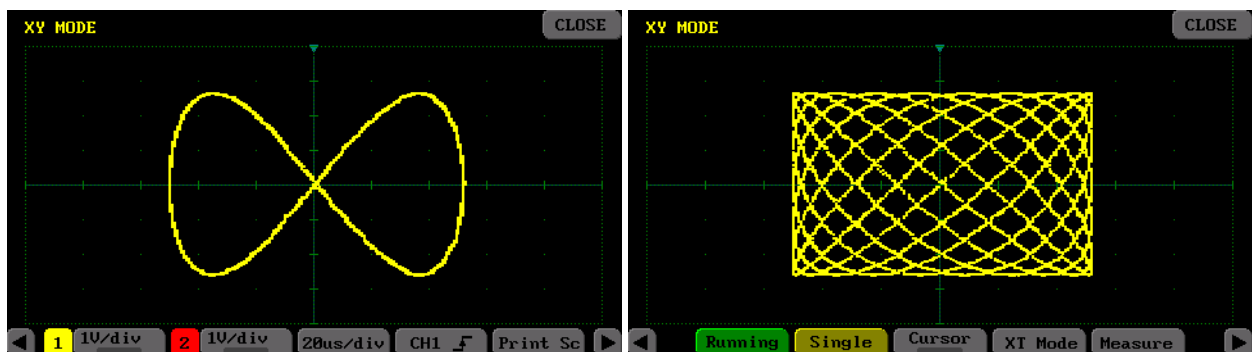 XY MODE CLOSE
1 1V/div 2 1V/div 20us/div CH1 Print Sc
XY MODE CLOSE
Running Single Cursor XT Mode Measure